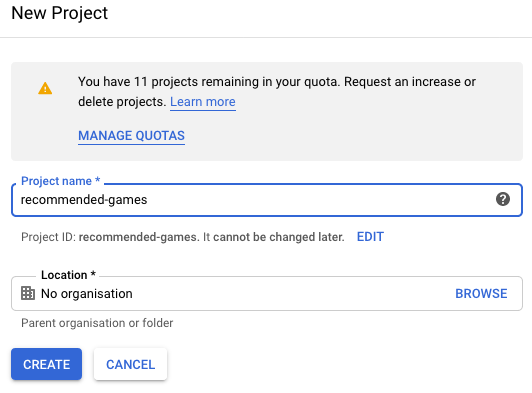 New Project
You have 11 projects remaining in your quota. Request an increase or
delete projects. Learn more
MANAGE QUOTAS
Project name *
recommended-games
Project ID: recommended-games. It cannot be changed later. EDIT
Location *
No organisation BROWSE
Parent organisation or folder
CREATE CANCEL